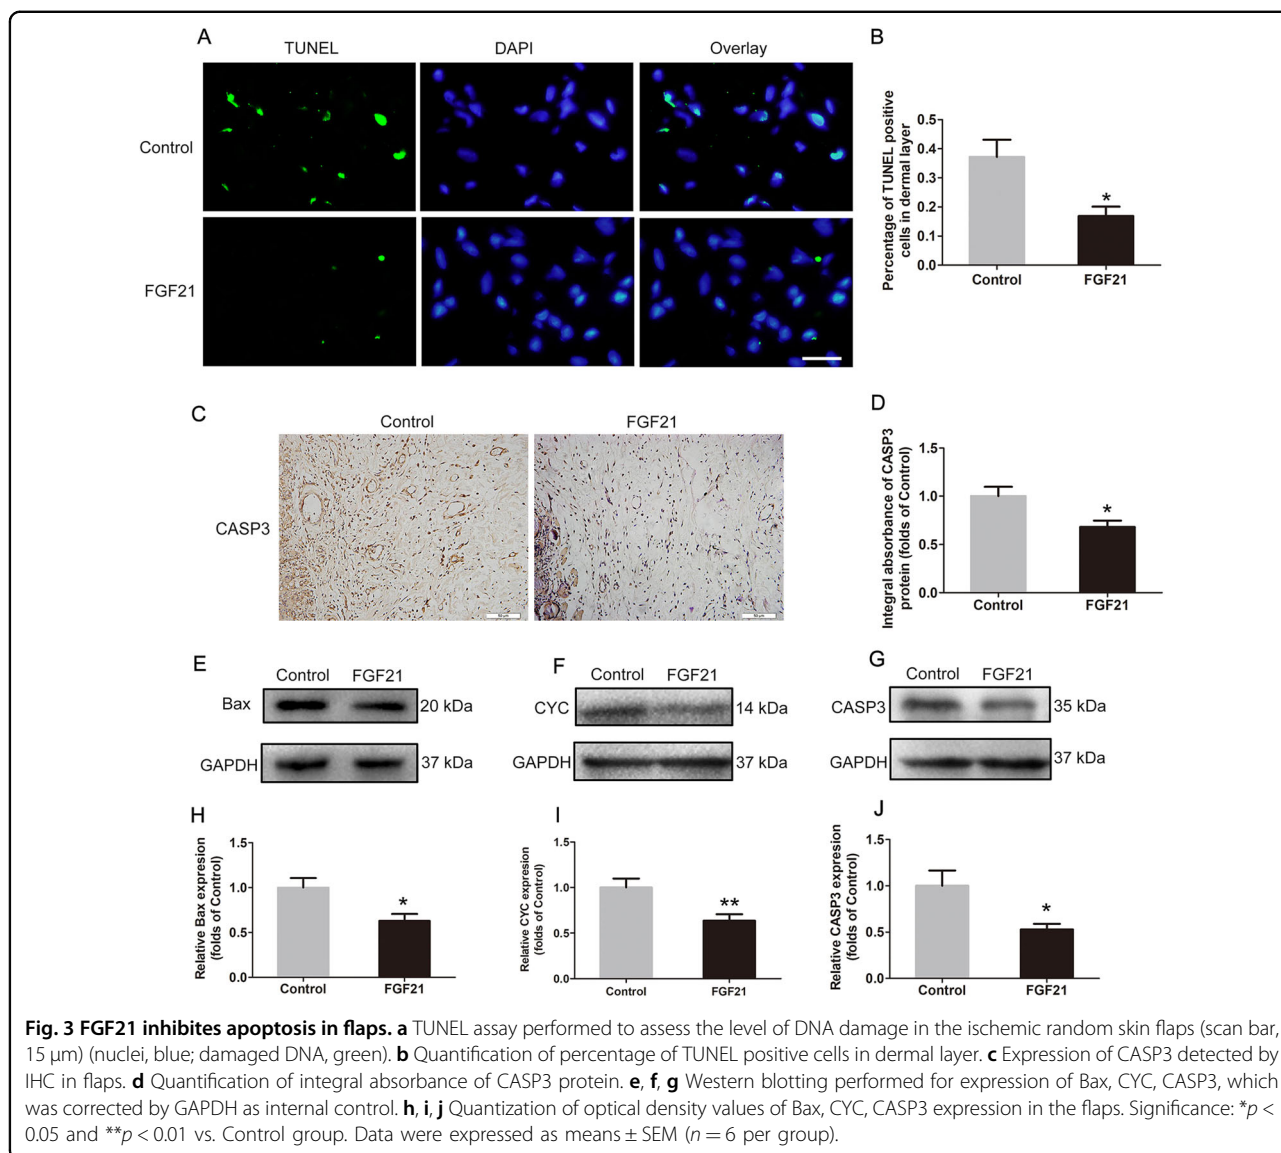 A
TUNEL
DAPI
Overlay
Control
FGF21
B
Percentage of TUNEL positive
cells in dermal layer
0.5
0.4
0.3
0.2
0.1
0.0
*
Control
FGF21
C
Control
FGF21
CASP3
50 μm
50 μm
D
Integral absorbance of CASP3
protein (folds of Control)
1.5
1.0
0.5
0.0
*
Control
FGF21
E
Control FGF21
Bax
20 kDa
GAPDH
37 kDa
F
Control FGF21
CYC
14 kDa
GAPDH
37 kDa
G
Control FGF21
CASP3
35 kDa
GAPDH
37 kDa
H
Relative Bax expresion
(folds of Control)
1.5
1.0
0.5
0.0
*
Control
FGF21
I
Relative CYC expresion
(folds of Control)
1.5
1.0
0.5
0.0
**
Control
FGF21
J
Relative CASP3 expresion
(folds of Control)
1.5
1.0
0.5
0.0
*
Control
FGF21
Fig. 3 FGF21 inhibites apoptosis in flaps. a TUNEL assay performed to assess the level of DNA damage in the ischemic random skin flaps (scan bar,
15 μm) (nuclei, blue; damaged DNA, green). b Quantification of percentage of TUNEL positive cells in dermal layer. c Expression of CASP3 detected by
IHC in flaps. d Quantification of integral absorbance of CASP3 protein. e, f, g Western blotting performed for expression of Bax, CYC, CASP3, which
was corrected by GAPDH as internal control. h, i, j Quantization of optical density values of Bax, CYC, CASP3 expression in the flaps. Significance: *p <
0.05 and **p < 0.01 vs. Control group. Data were expressed as means ± SEM (n = 6 per group).